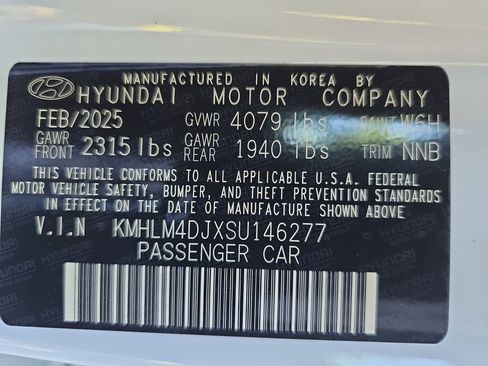 MANUFACTURED IN KOREA BY
HYUNDAI MOTOR COMPANY
FEB/2025 GVWR 4079 lbs PAINT W6H
GAWR FRONT 2315 lbs GAWR REAR 1940 lbs TRIM NNB
THIS VEHICLE CONFORMS TO ALL APPLICABLE U.S.A. FEDERAL
MOTOR VEHICLE SAFETY, BUMPER, AND THEFT PREVENTION STANDARDS
IN EFFECT ON THE DATE OF MANUFACTURE SHOWN ABOVE.
V.I.N KMHLM4DJXSU146277
PASSENGER CAR